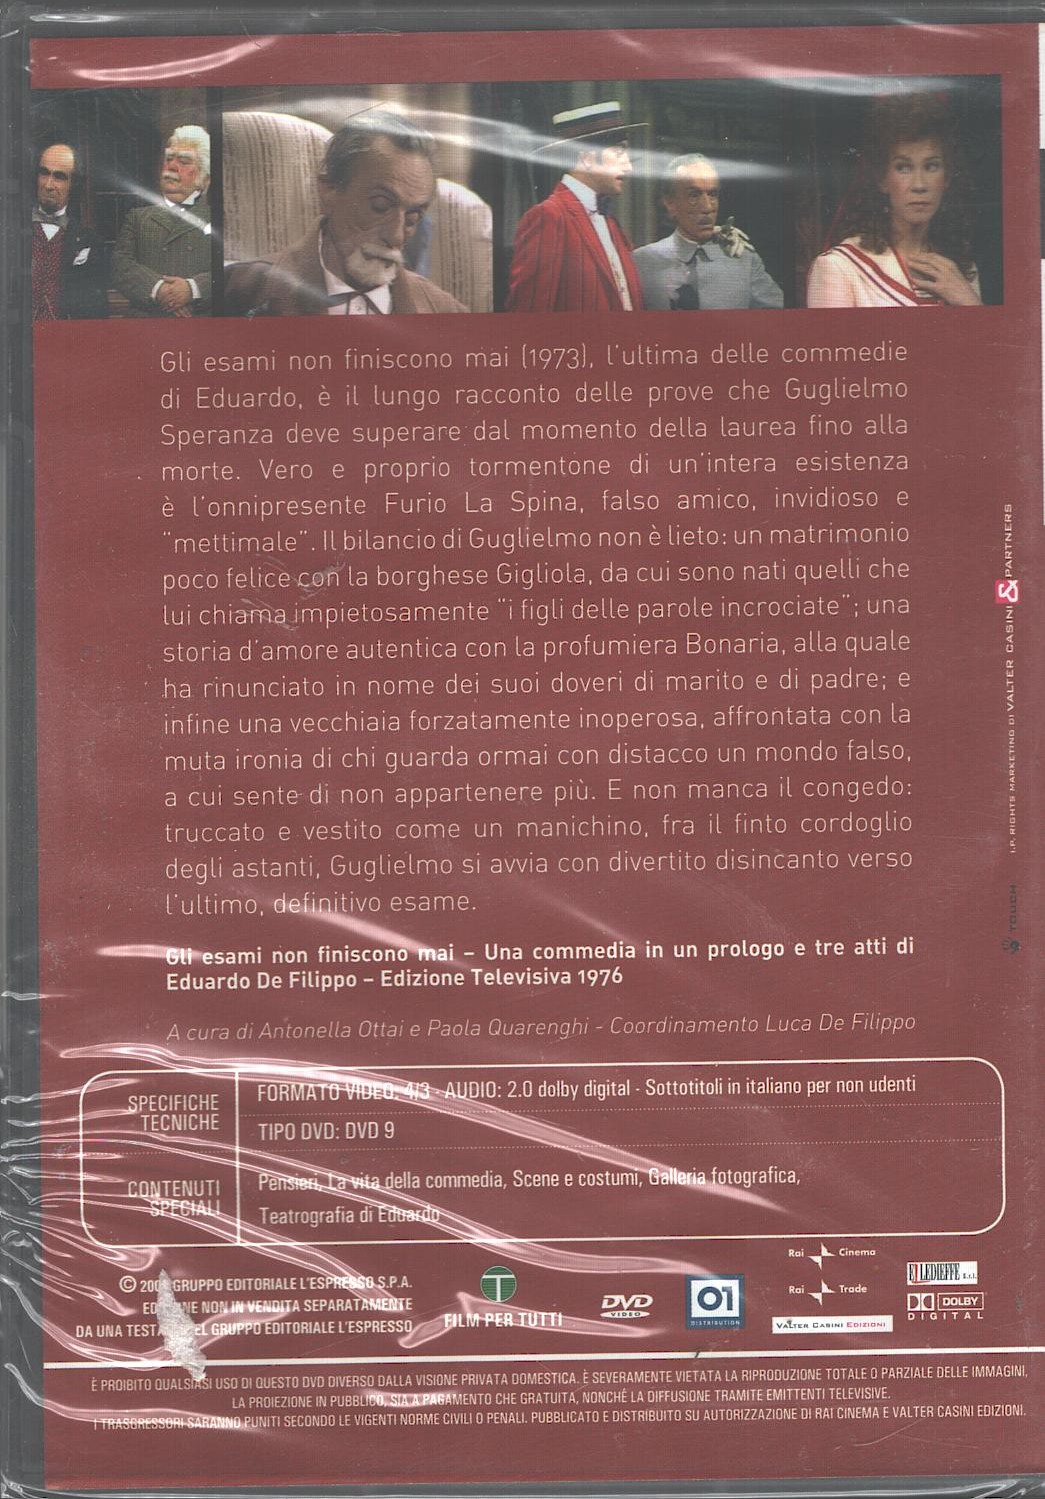 Gli esami non finiscono mai (1973), l'ultima delle commedie
di Eduardo, è il lungo racconto delle prove che Guglielmo
Speranza deve superare dal momento della laurea fino alla
morte. Vero e proprio tormentone di un'intera esistenza
è l'onnipresente Furio La Spina, falso amico, invidioso e
"mettimale". Il bilancio di Guglielmo non è lieto: un matrimonio
poco felice con la borghese Gigliola, da cui sono nati quelli che
lui chiama impietosamente "i figli delle parole incrociate"; una
storia d'amore autentica con la profumiera Bonaria, alla quale
ha rinunciato in nome dei suoi doveri di marito e di padre; e
infine una vecchiaia forzatamente inoperosa, affrontata con la
muta ironia di chi guarda ormai con distacco un mondo falso,
a cui sente di non appartenere più. E non manca il congedo:
truccato e vestito come un manichino, fra il finto cordoglio
degli astanti, Guglielmo si avvia con divertito disincanto verso
l'ultimo, definitivo esame.
Gli esami non finiscono mai – Una commedia in un prologo e tre atti di
Eduardo De Filippo – Edizione Televisiva 1976
A cura di Antonella Ottai e Paola Quarenghi - Coordinamento Luca De Filippo
SPECIFICHE
TECNICHE
FORMATO VIDEO: 4/3 - AUDIO: 2.0 dolby digital - Sottotitoli in italiano per non udenti
TIPO DVD: DVD 9
CONTENUTI
SPECIALI
Pensieri, La vita della commedia, Scene e costumi, Galleria fotografica,
Teatrografia di Eduardo
© GRUPPO EDITORIALE L'ESPRESSO S.P.A.
NON IN VENDITA SEPARATAMENTE
DA UNA GRUPPO EDITORIALE L'ESPRESSO
T
FILM PER TUTTI
DVD
VIDEO
01
DISTRIBUTION
Rai Cinema
Rai Trade
VALTER CASINI EDIZIONI
ELLEDIEFFE S.r.l.
DOLBY
DIGITAL
È PROIBITO QUALSIASI USO DI QUESTO DVD DIVERSO DALLA VISIONE PRIVATA DOMESTICA. È SEVERAMENTE VIETATA LA RIPRODUZIONE TOTALE O PARZIALE DELLE IMMAGINI,
LA PROIEZIONE IN PUBBLICO, SIA A PAGAMENTO CHE GRATUITA, NONCHÉ LA DIFFUSIONE TRAMITE EMITTENTI TELEVISIVE.
I TRASGRESSORI SARANNO PUNITI SECONDO LE VIGENTI NORME CIVILI O PENALI. PUBBLICATO E DISTRIBUITO SU AUTORIZZAZIONE DI RAI CINEMA E VALTER CASINI EDIZIONI.
I.P. RIGHTS MARKETING DI VALTER CASINI & PARTNERS
TOUCH